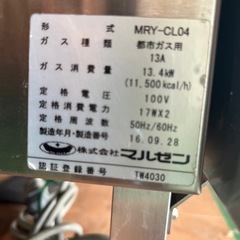 形式 MRY-CL04
ガス種類 都市ガス用
13A
ガス消費量 13.4kW
(11,500kcal/h)
定格電圧 100V
定格消費電力 17WX2
定格周波数 50Hz/60Hz
製造年月・製造番号 16.09.28
株式会社マルゼン
認証登録番号 TW4030